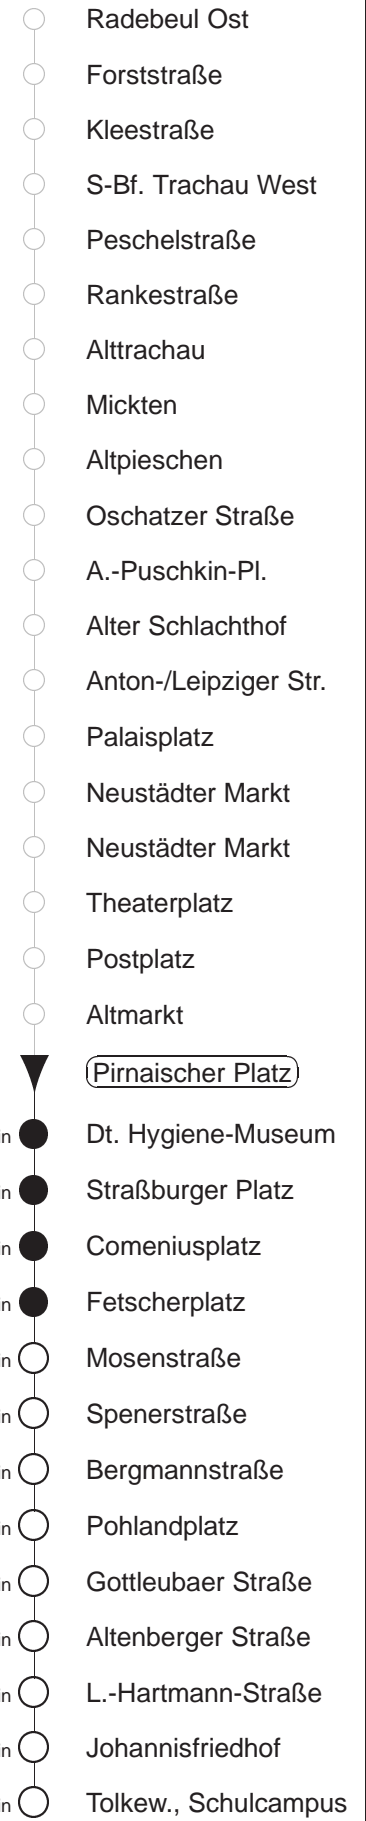 Radebeul Ost
Forststraße
Kleestraße
S-Bf. Trachau West
Peschelstraße
Rankestraße
Alttrachau
Mickten
Altpieschen
Oschatzer Straße
A.-Puschkin-Pl.
Alter Schlachthof
Anton-/Leipziger Str.
Palaisplatz
Neustädter Markt
Neustädter Markt
Theaterplatz
Postplatz
Altmarkt
Pirnaischer Platz
Dt. Hygiene-Museum
Straßburger Platz
Comeniusplatz
Fetscherplatz
Mosenstraße
Spenerstraße
Bergmannstraße
Pohlandplatz
Gottleubaer Straße
Altenberger Straße
L.-Hartmann-Straße
Johannisfriedhof
Tolkew., Schulcampus